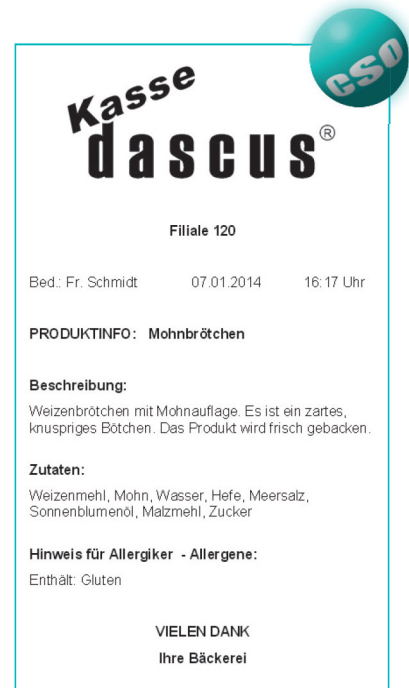 CSO
Kasse
dascus®
Filiale 120
Bed.: Fr. Schmidt 07.01.2014 16:17 Uhr
PRODUKTINFO: Mohnbrötchen
Beschreibung:
Weizenbrötchen mit Mohnauflage. Es ist ein zartes,
knuspriges Bötchen. Das Produkt wird frisch gebacken.
Zutaten:
Weizenmehl, Mohn, Wasser, Hefe, Meersalz,
Sonnenblumenöl, Malzmehl, Zucker
Hinweis für Allergiker - Allergene:
Enthält: Gluten
VIELEN DANK
Ihre Bäckerei